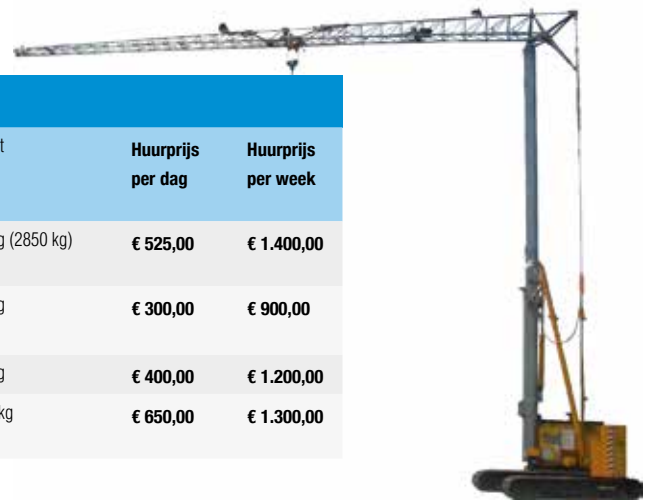 t
Huurprijs per dag
Huurprijs per week
g (2850 kg) € 525,00 € 1.400,00
g € 300,00 € 900,00
g € 400,00 € 1.200,00
kg € 650,00 € 1.300,00